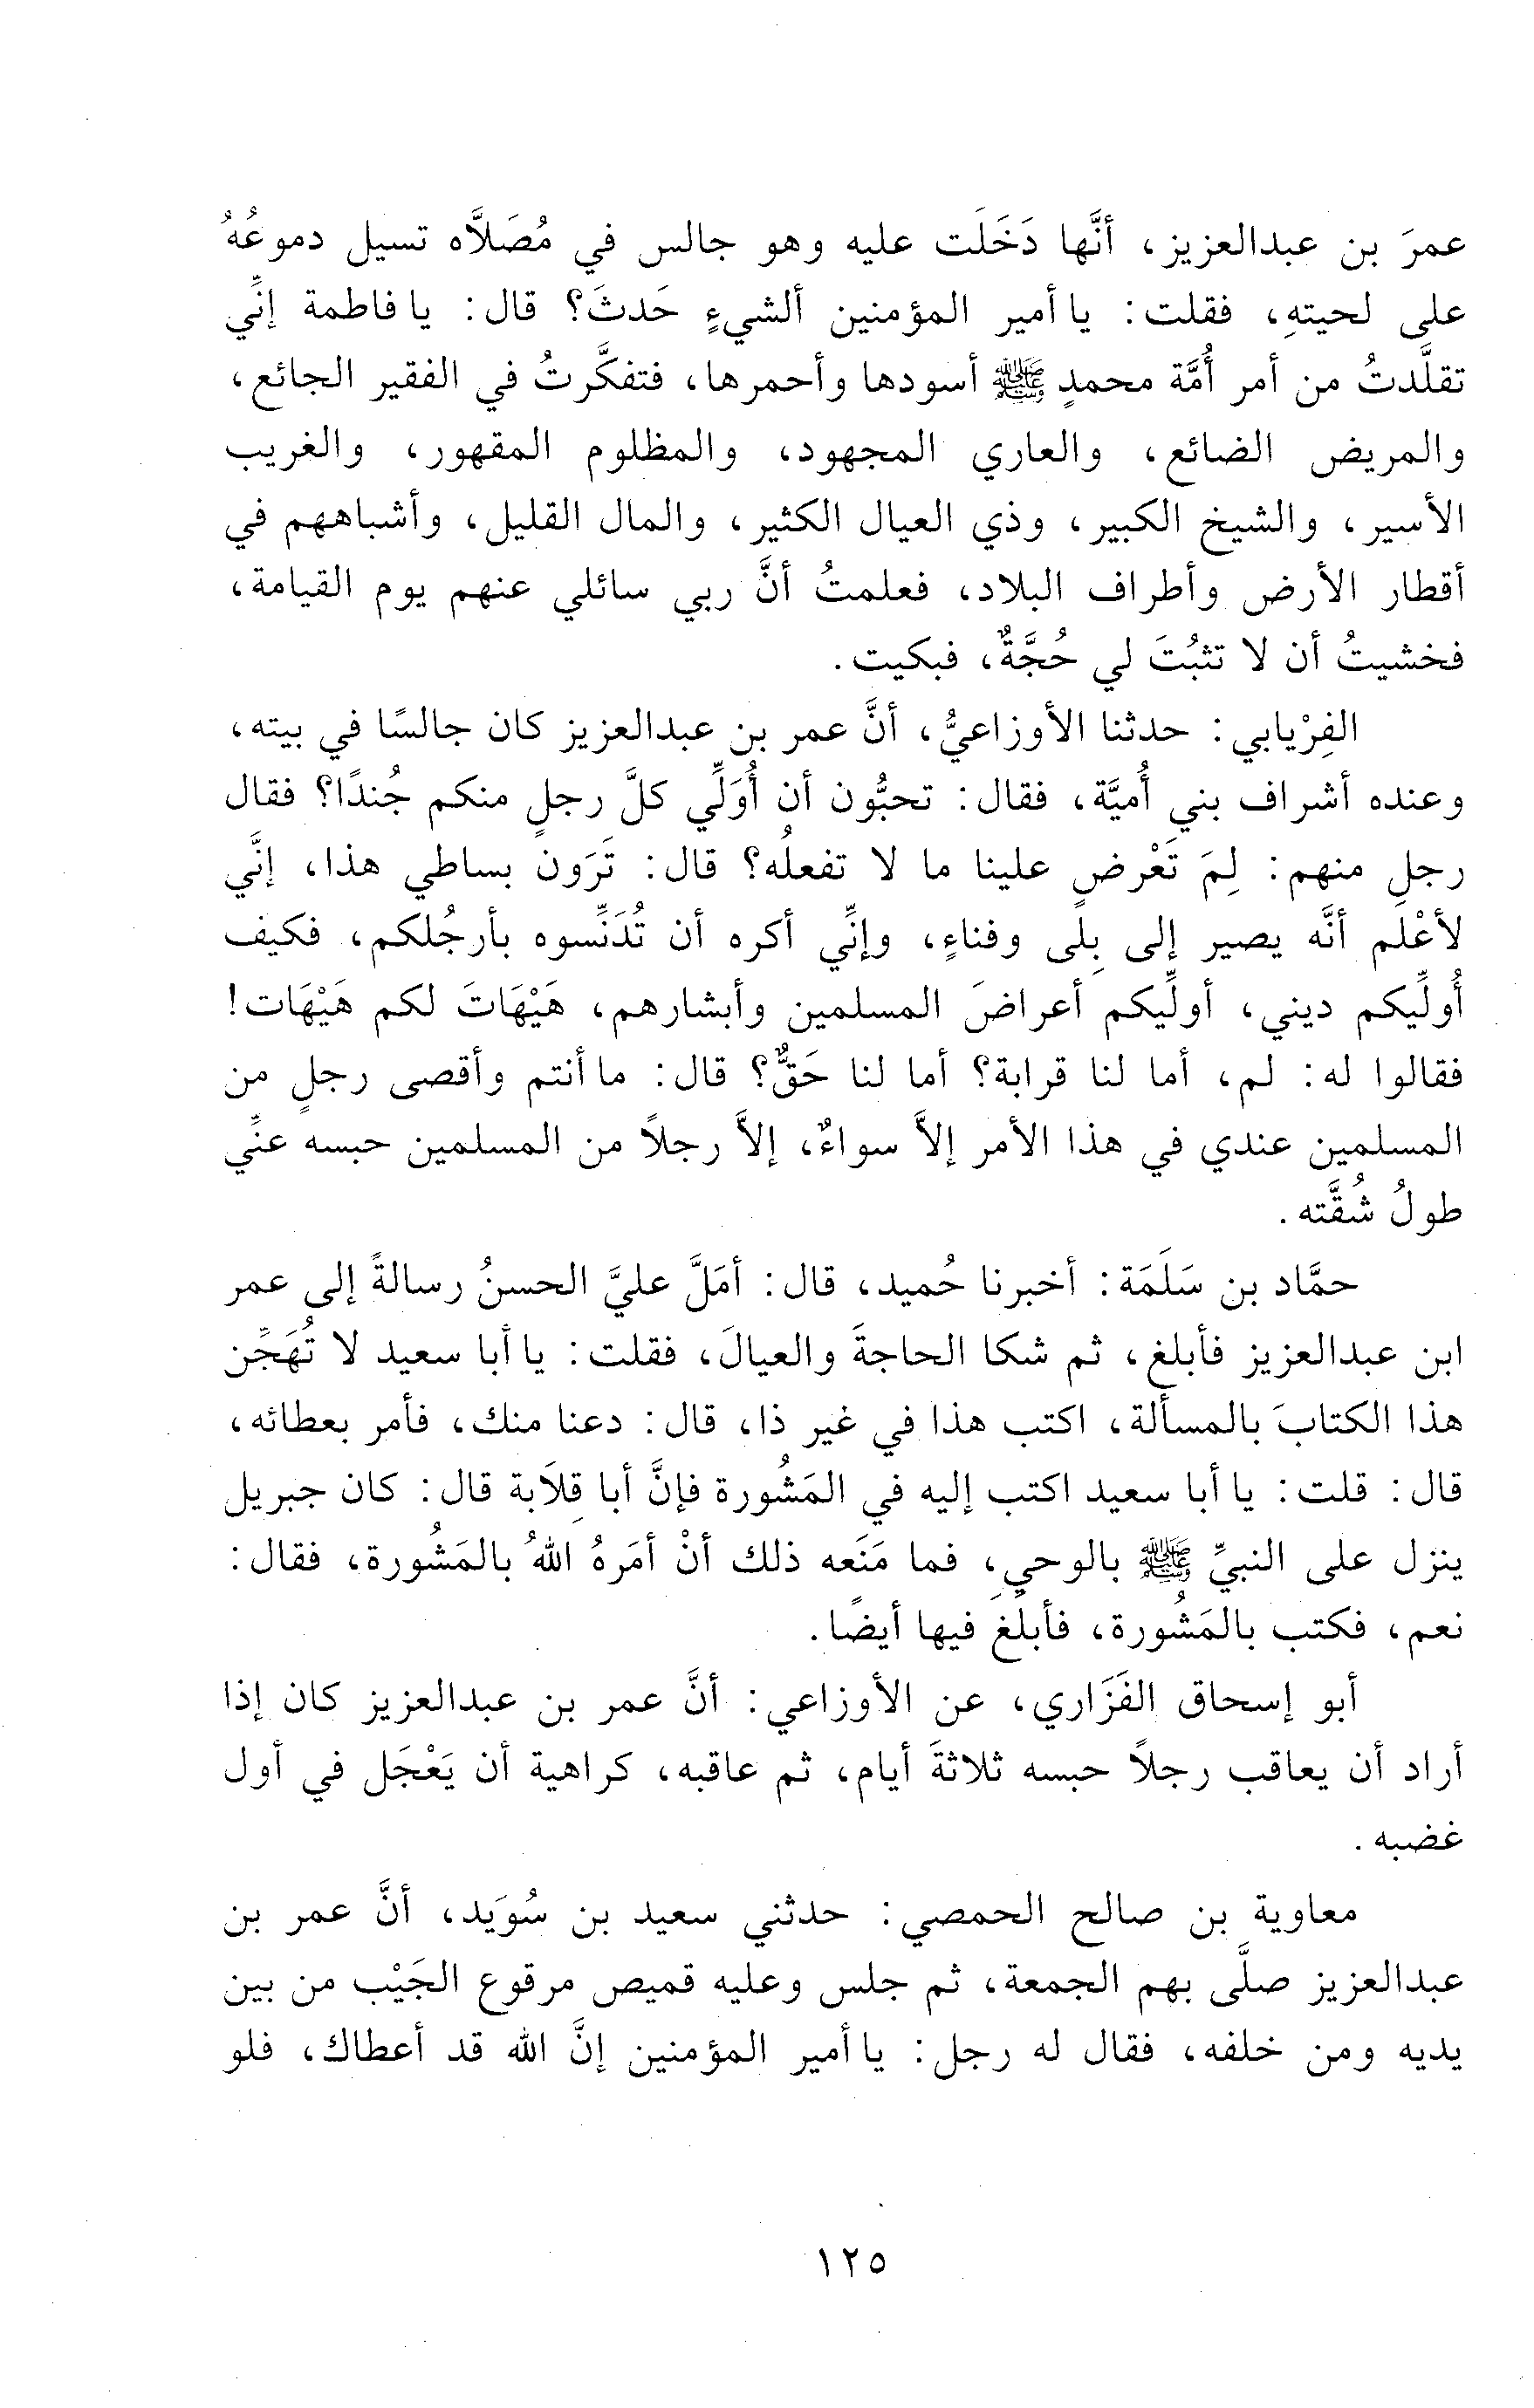 عمرَ بن عبدالعزيز، أنَّها دَخَلَت عليه وهو جالس في مُصَلاَّه تسيل دموعُهُ
على لحيتهِ، فقلت: يا أمير المؤمنين ألشيءٍ حَدثَ؟ قال: يا فاطمة إنِّي
تقلَّدتُ من أمر أُمَّة محمدٍ ﷺ أسودها وأحمرها، فتفكَّرتُ في الفقير الجائع،
والمريض الضائع، والعاري المجهود، والمظلوم المقهور، والغريب
الأسير، والشيخ الكبير، وذي العيال الكثير، والمال القليل، وأشباههم في
أقطار الأرض وأطراف البلاد، فعلمتُ أنَّ ربي سائلي عنهم يوم القيامة،
فخشيتُ أن لا تثبُتَ لي حُجَّةٌ، فبكيت.
الفِرْيابي: حدثنا الأوزاعيُّ، أنَّ عمر بن عبدالعزيز كان جالسًا في بيته،
وعنده أشراف بني أُميَّة، فقال: تحبُّون أن أُوَلِّي كلَّ رجلٍ منكم جُندًا؟ فقال
رجل منهم: لِمَ تَعْرِض علينا ما لا تفعلُه؟ قال: تَرَون بساطي هذا، إنَّي
لأعْلم أنَّه يصير إلى بِلى وفناءٍ، وإنِّي أكره أن تُدَنِّسوه بأرجُلكم، فكيف
أُولِّيكم ديني، أولِّيكم أعراضَ المسلمين وأبشارهم، هَيْهَاتَ لكم هَيْهَات!
فقالوا له: لم، أما لنا قرابة؟ أما لنا حَقٌّ؟ قال: ما أنتم وأقصى رجلٍ من
المسلمين عندي في هذا الأمر إلاَّ سواءٌ، إلاَّ رجلاً من المسلمين حبسه عنِّي
طولُ شُقَّته.
حمَّاد بن سَلَمَة: أخبرنا حُميد، قال: أمَلَّ عليَّ الحسنُ رسالةً إلى عمر
ابن عبدالعزيز فأبلغ، ثم شكا الحاجةَ والعيالَ، فقلت: يا أبا سعيد لا تُهَجِّن
هذا الكتابَ بالمسألة، اكتب هذا في غير ذا، قال: دعنا منك، فأمر بعطائه،
قال: قلت: يا أبا سعيد اكتب إليه في المَشُورة فإنَّ أبا قِلاَبة قال: كان جبريل
ينزل على النبيِّ ﷺ بالوحيِ، فما مَنَعه ذلك أنْ أمَرهُ اللهُ بالمَشُورة، فقال:
نعم، فكتب بالمَشُورة، فأبلغ فيها أيضًا.
أبو إسحاق الفَزَاري، عن الأوزاعي: أنَّ عمر بن عبدالعزيز كان إذا
أراد أن يعاقب رجلاً حبسه ثلاثةَ أيام، ثم عاقبه، كراهية أن يَعْجَل في أول
غضبه.
معاوية بن صالح الحمصي: حدثني سعيد بن سُوَيد، أنَّ عمر بن
عبدالعزيز صلَّى بهم الجمعة، ثم جلس وعليه قميص مرقوع الجَيْب من بين
يديه ومن خلفه، فقال له رجل: يا أمير المؤمنين إنَّ الله قد أعطاك، فلو
١٢٥